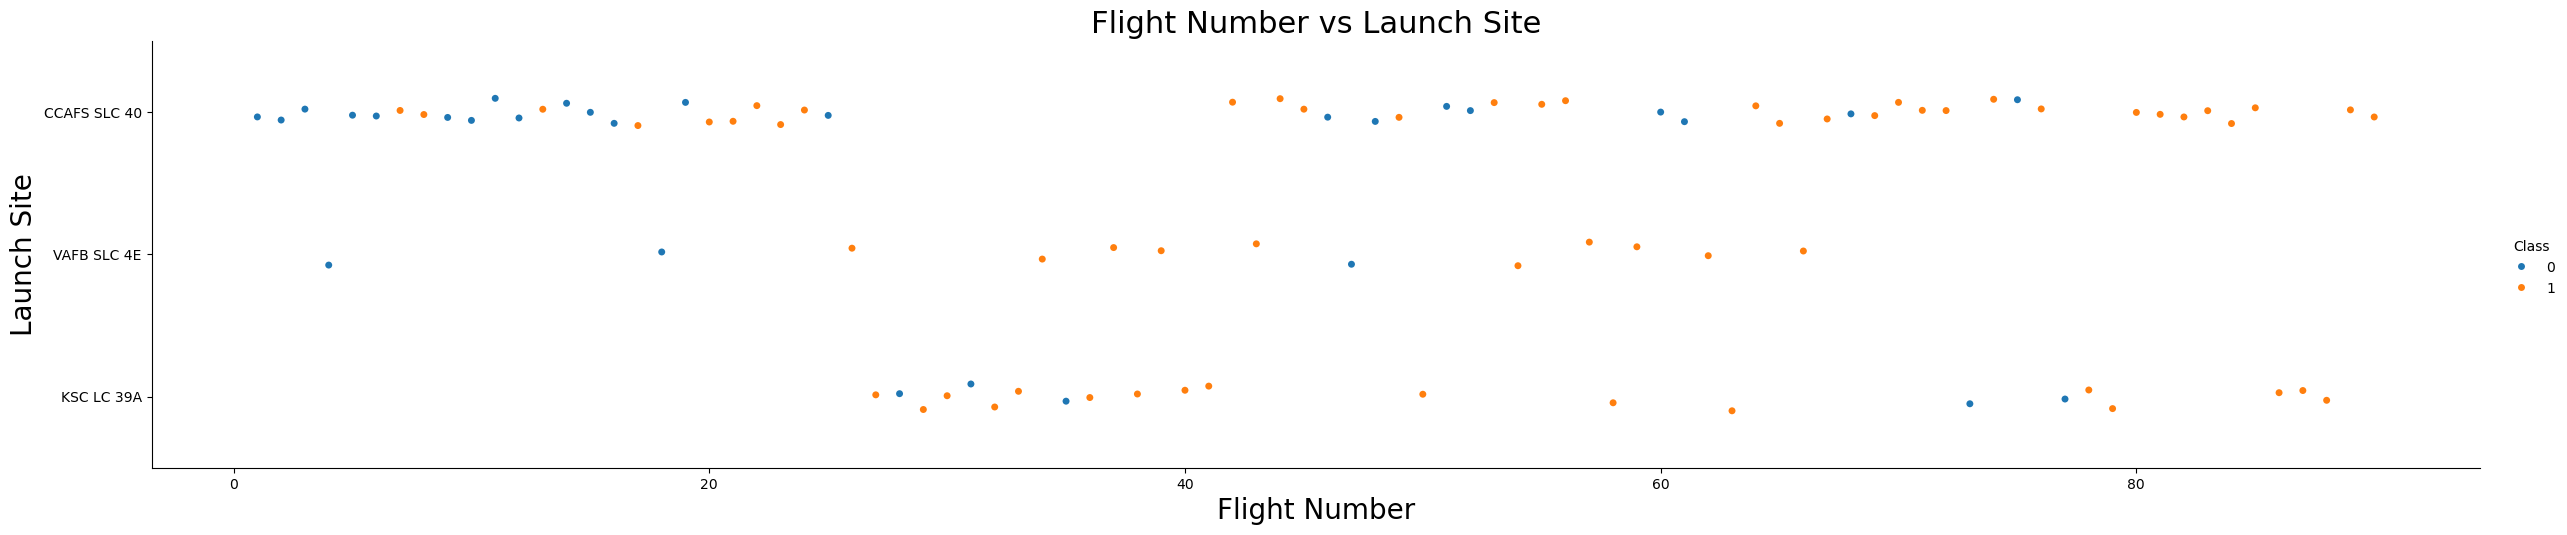 Flight Number vs Launch Site
Launch Site
CCAFS SLC 40
VAFB SLC 4E
KSC LC 39A
0
20
40
60
80
Flight Number
Class
0
1